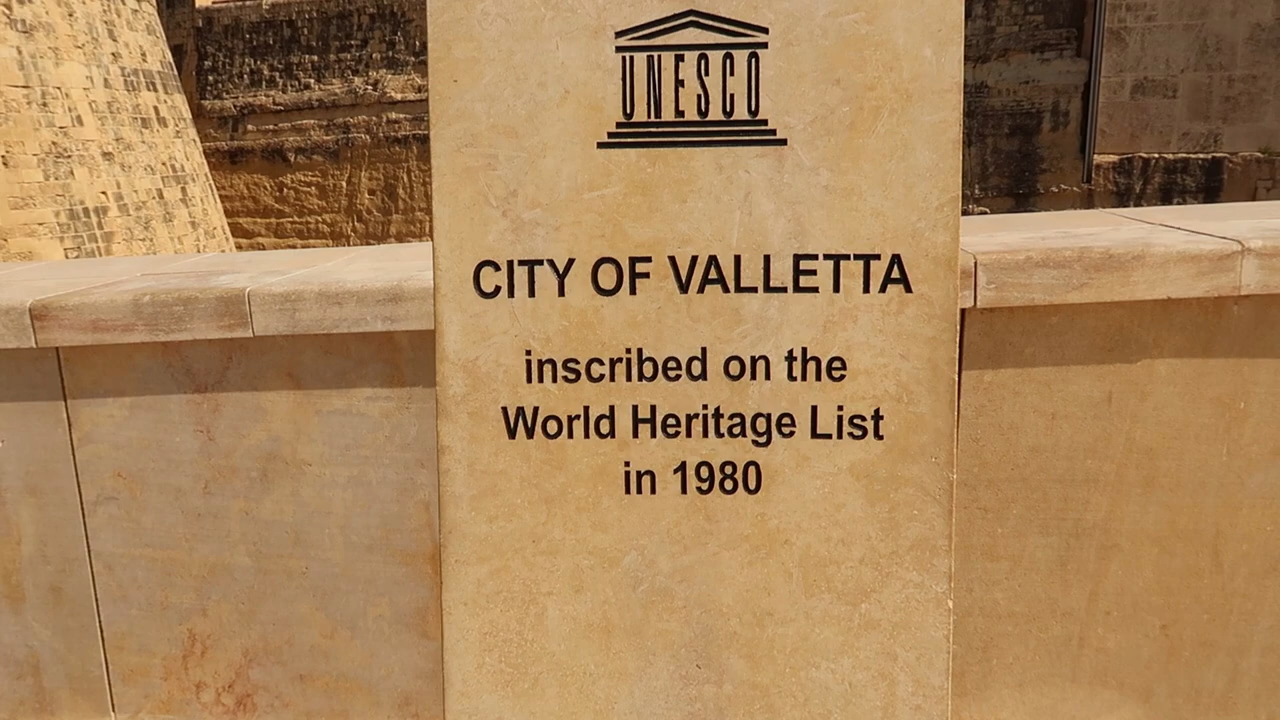 UNESCO
CITY OF VALLETTA
inscribed on the
World Heritage List
in 1980